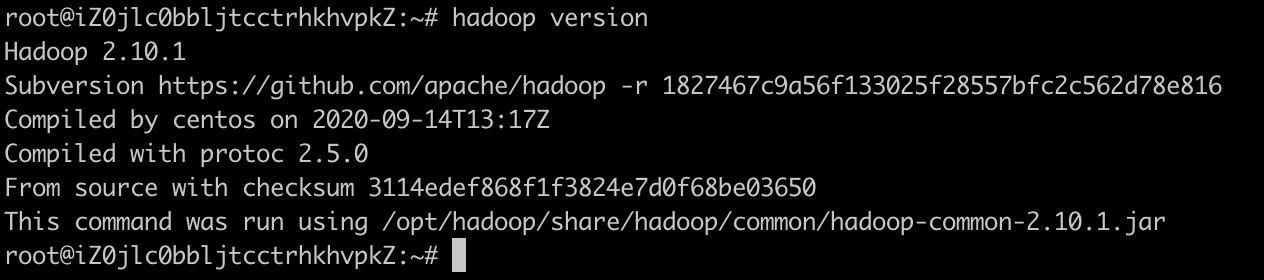 root@iZ0jlc0bbljtcctrhkhvpkZ:~# hadoop version
Hadoop 2.10.1
Subversion https://github.com/apache/hadoop -r 1827467c9a56f133025f28557bfc2c562d78e816
Compiled by centos on 2020-09-14T13:17Z
Compiled with protoc 2.5.0
From source with checksum 3114edef868f1f3824e7d0f68be03650
This command was run using /opt/hadoop/share/hadoop/common/hadoop-common-2.10.1.jar
root@iZ0jlc0bbljtcctrhkhvpkZ:~#